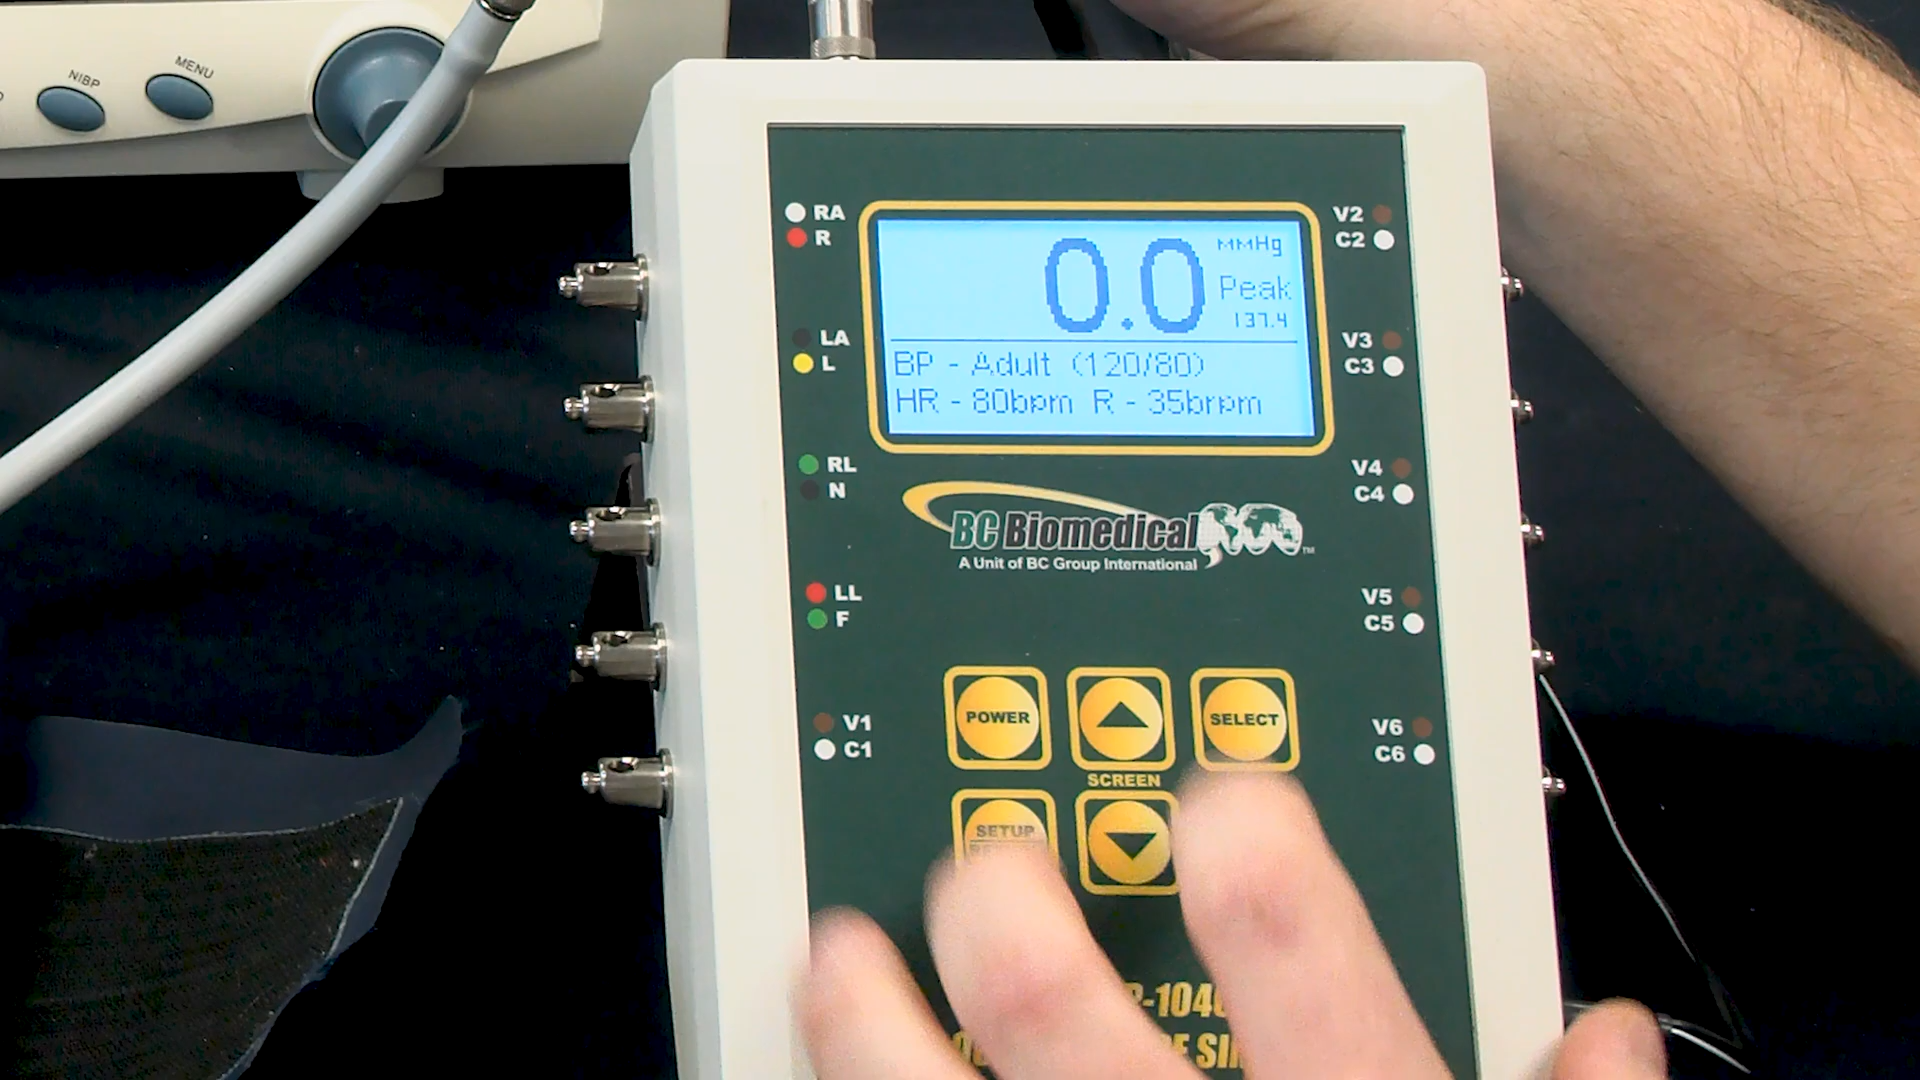 NIBP
MENU
RA
R
LA
L
RL
N
LL
F
V1
C1
0.0
mmHg
Peak
137.4
BP - Adult (120/80)
HR - 80bpm R - 35brpm
BC Biomedical
TM
A Unit of BC Group International
V2
C2
V3
C3
V4
C4
V5
C5
V6
C6
POWER
SELECT
SCREEN
SETUP